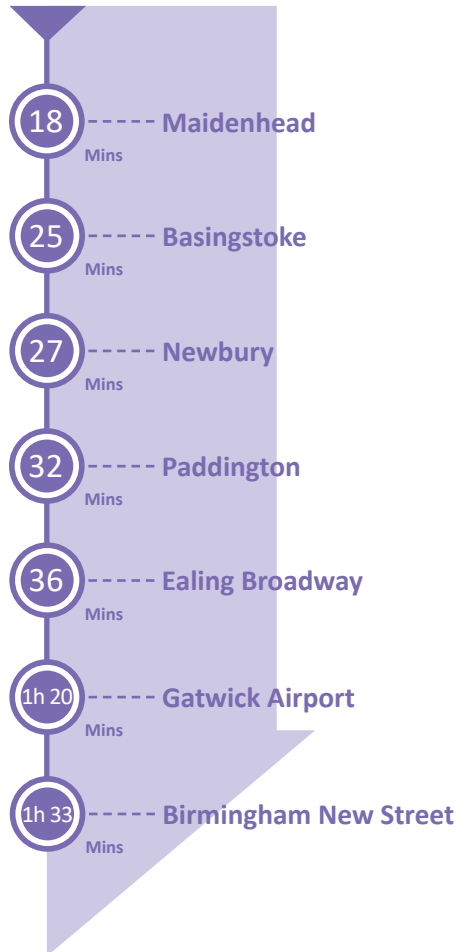 18 Maidenhead
Mins
25 Basingstoke
Mins
27 Newbury
Mins
32 Paddington
Mins
36 Ealing Broadway
Mins
1h 20 Gatwick Airport
Mins
1h 33 Birmingham New Street
Mins